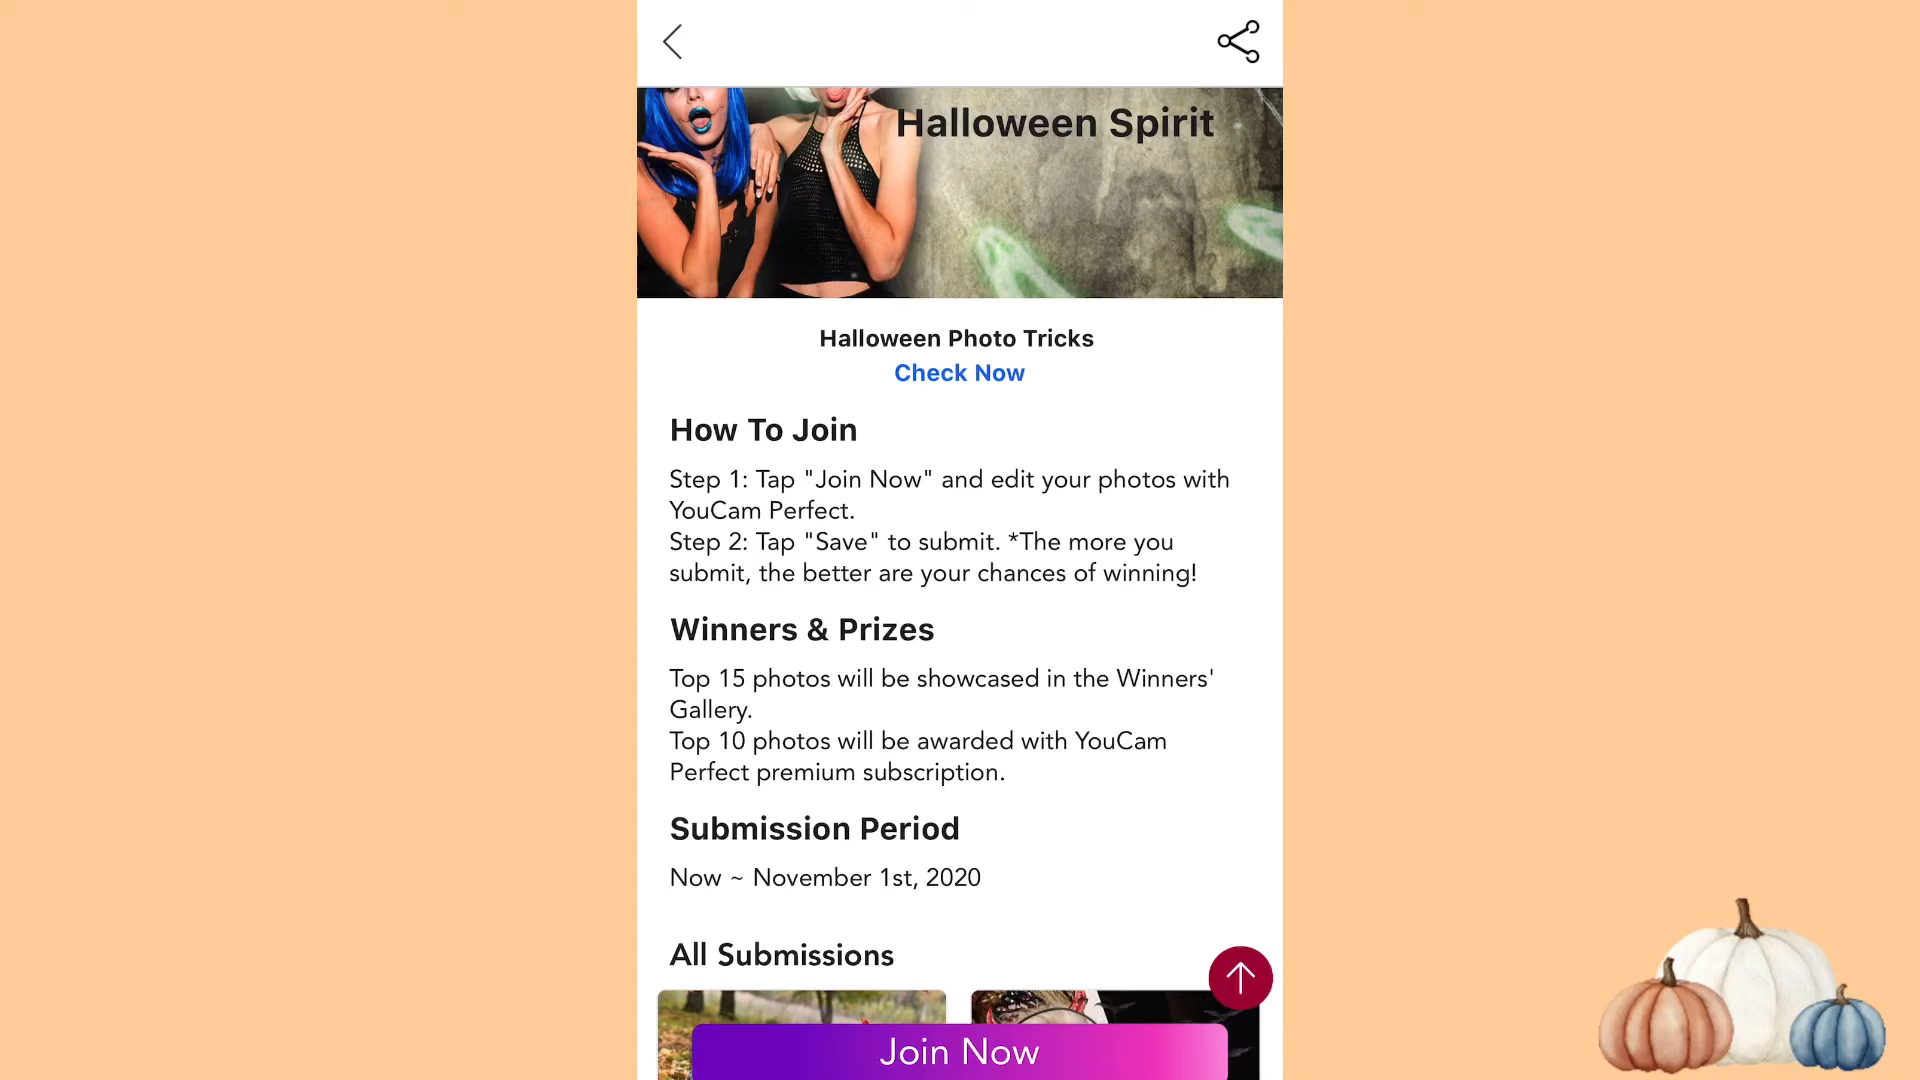 Halloween Spirit
Halloween Photo Tricks
Check Now
How To Join
Step 1: Tap "Join Now" and edit your photos with
YouCam Perfect.
Step 2: Tap "Save" to submit. *The more you
submit, the better are your chances of winning!
Winners & Prizes
Top 15 photos will be showcased in the Winners'
Gallery.
Top 10 photos will be awarded with YouCam
Perfect premium subscription.
Submission Period
Now ~ November 1st, 2020
All Submissions
Join Now